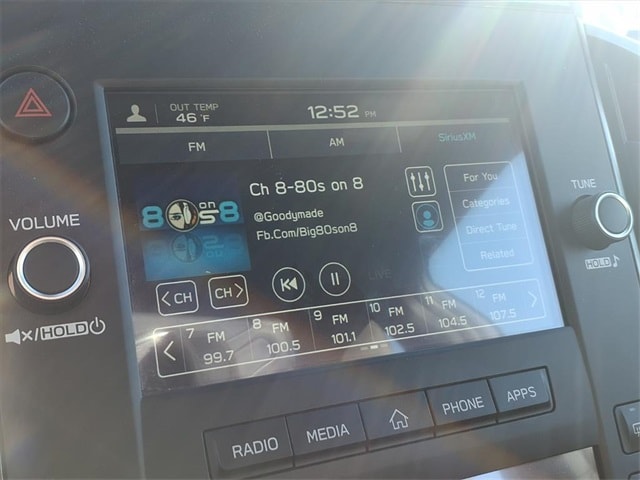 OUT TEMP
46°F
12:52 PM
FM
AM
SiriusXM
80s on 8
Ch 8-80s on 8
@Goodymade
Fb.Com/Big80son8
For You
Categories
Direct Tune
Related
<CH
CH>
LIVE
7 FM 99.7
8 FM 100.5
9 FM 101.1
10 FM 102.5
11 FM 104.5
12 FM 107.5
VOLUME
/HOLD
TUNE
HOLD
RADIO
MEDIA
PHONE
APPS